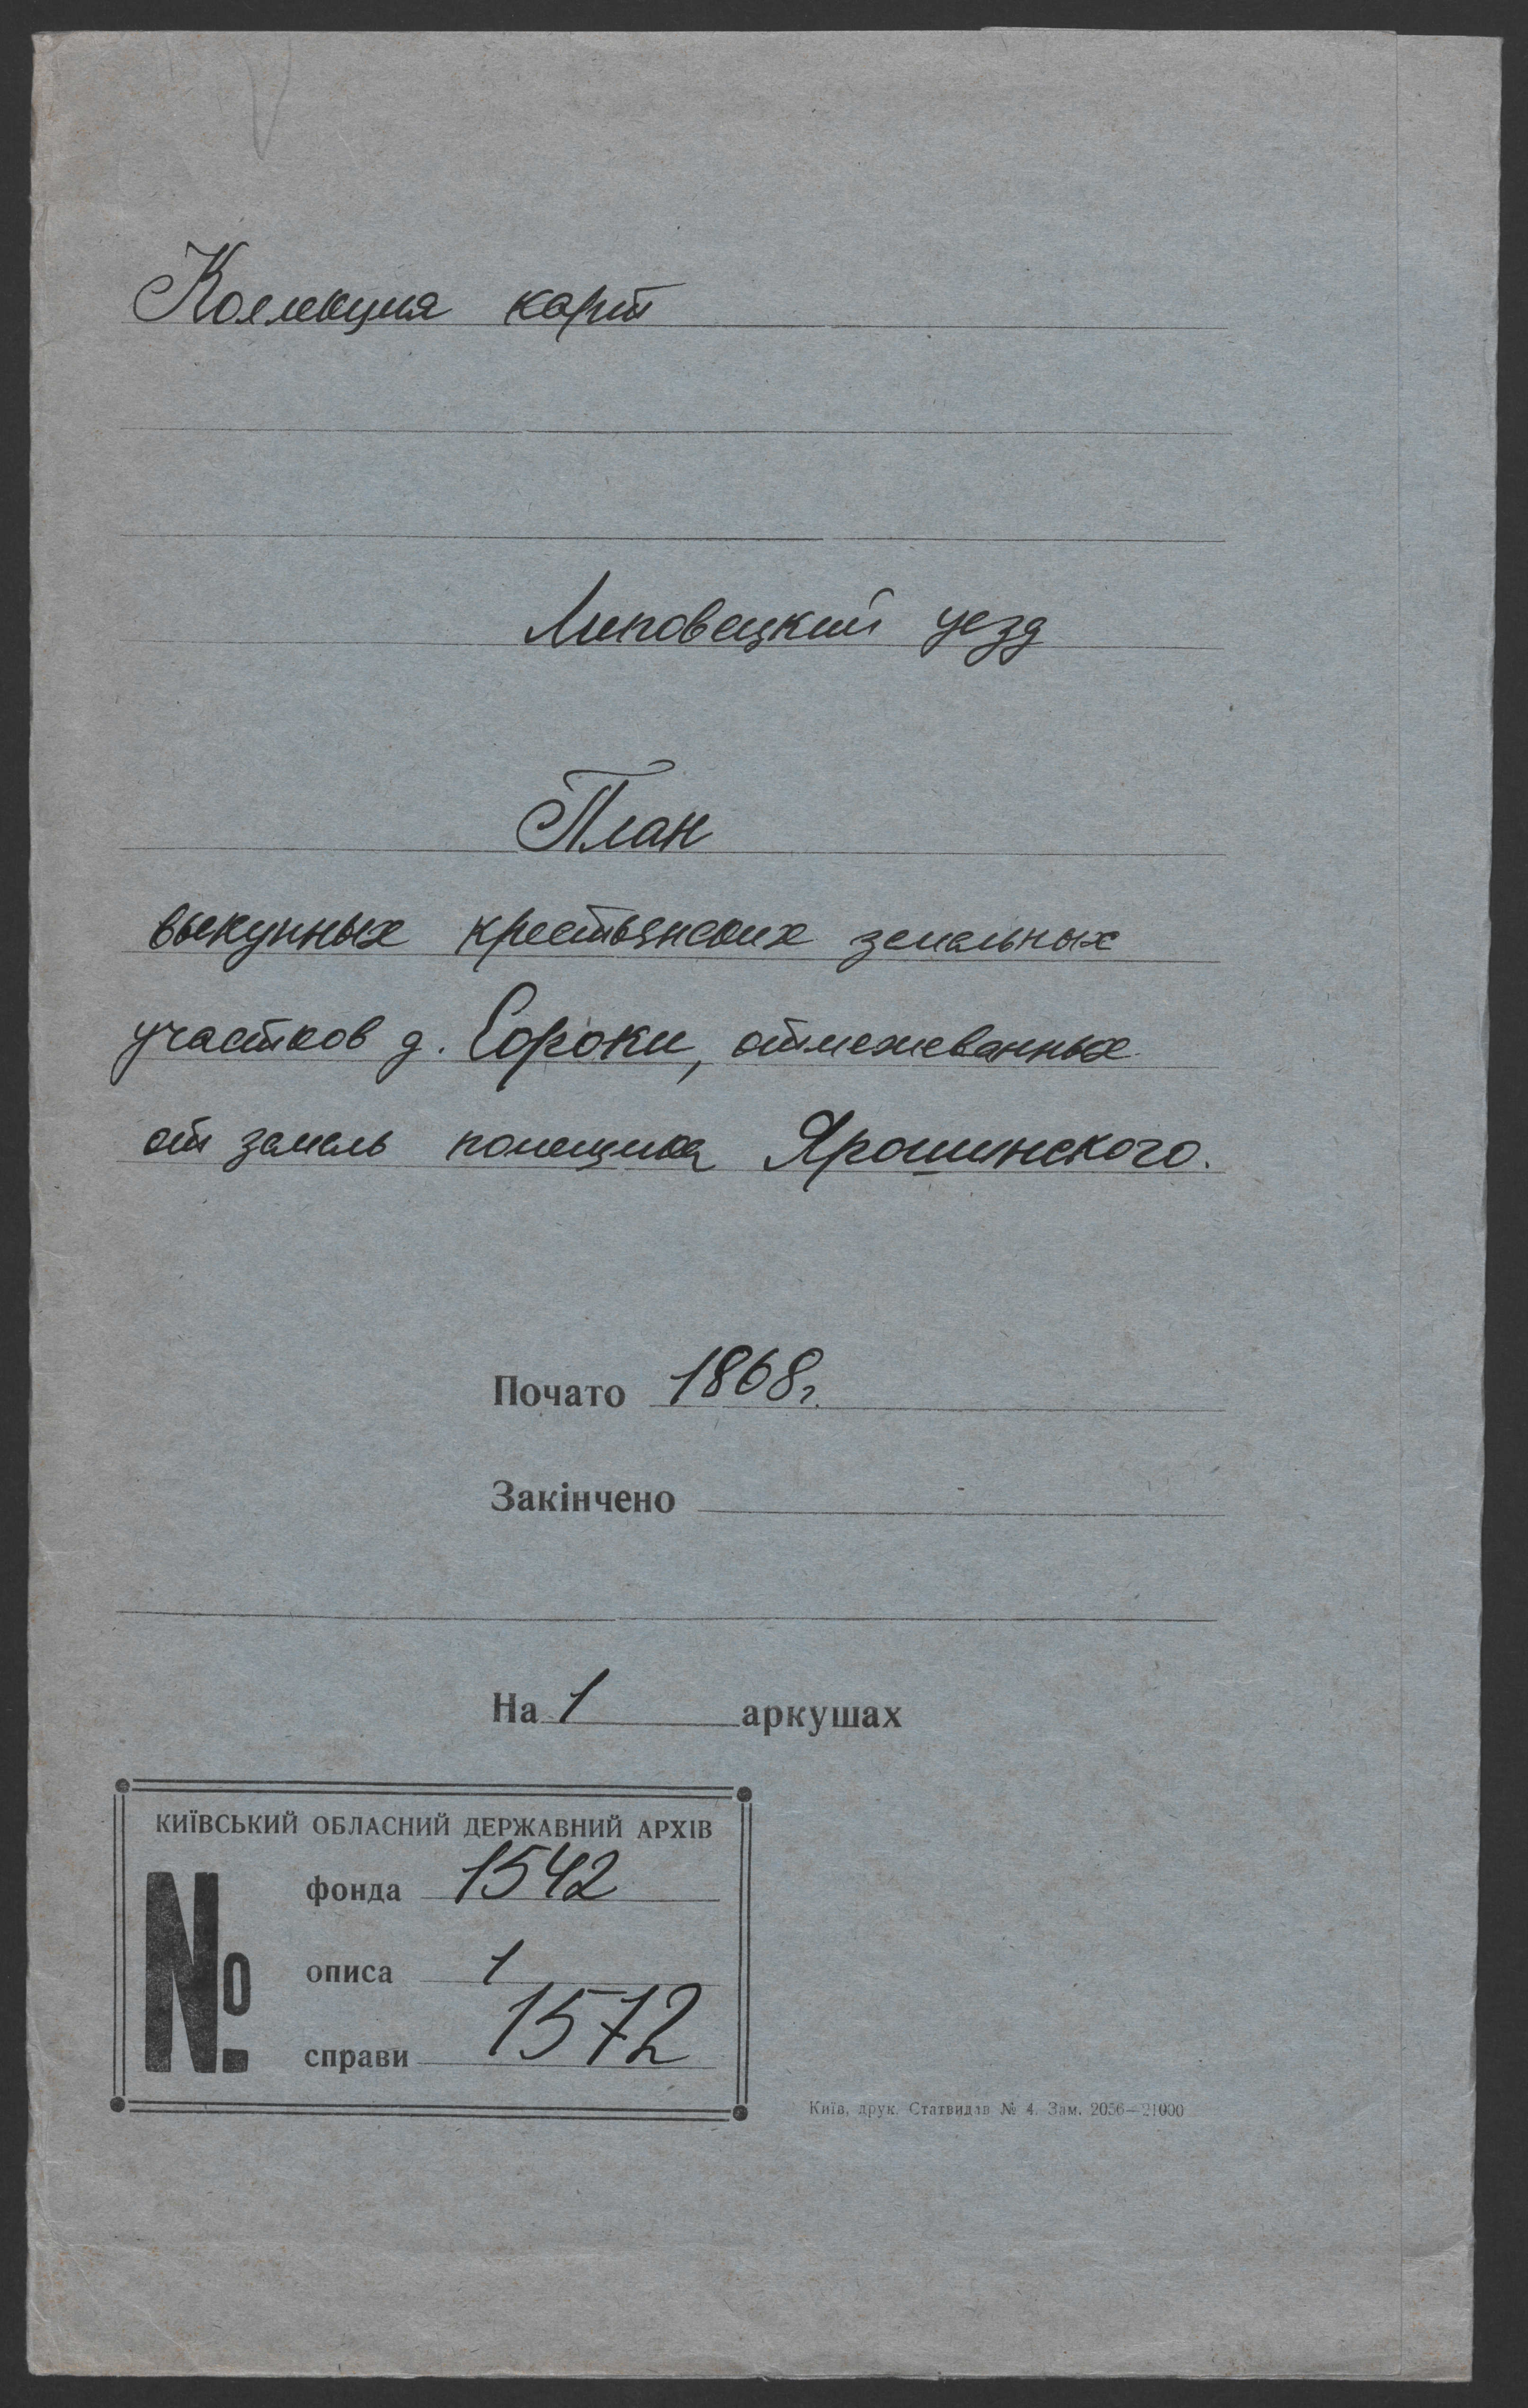 Коллекция карт
Липовецкий уезд
План
выкупных крестьянских земельных
участков д. Сороки, отмежеванных
от земель помещика Ярошинского.
Почато 1868г.
Закінчено
На 1 аркушах
КИЇВСЬКИЙ ОБЛАСНИЙ ДЕРЖАВНИЙ АРХІВ
№
фонда 1542
описа 1
справи 1572
Київ, друк. Статвидав № 4. Зам. 2056—21000